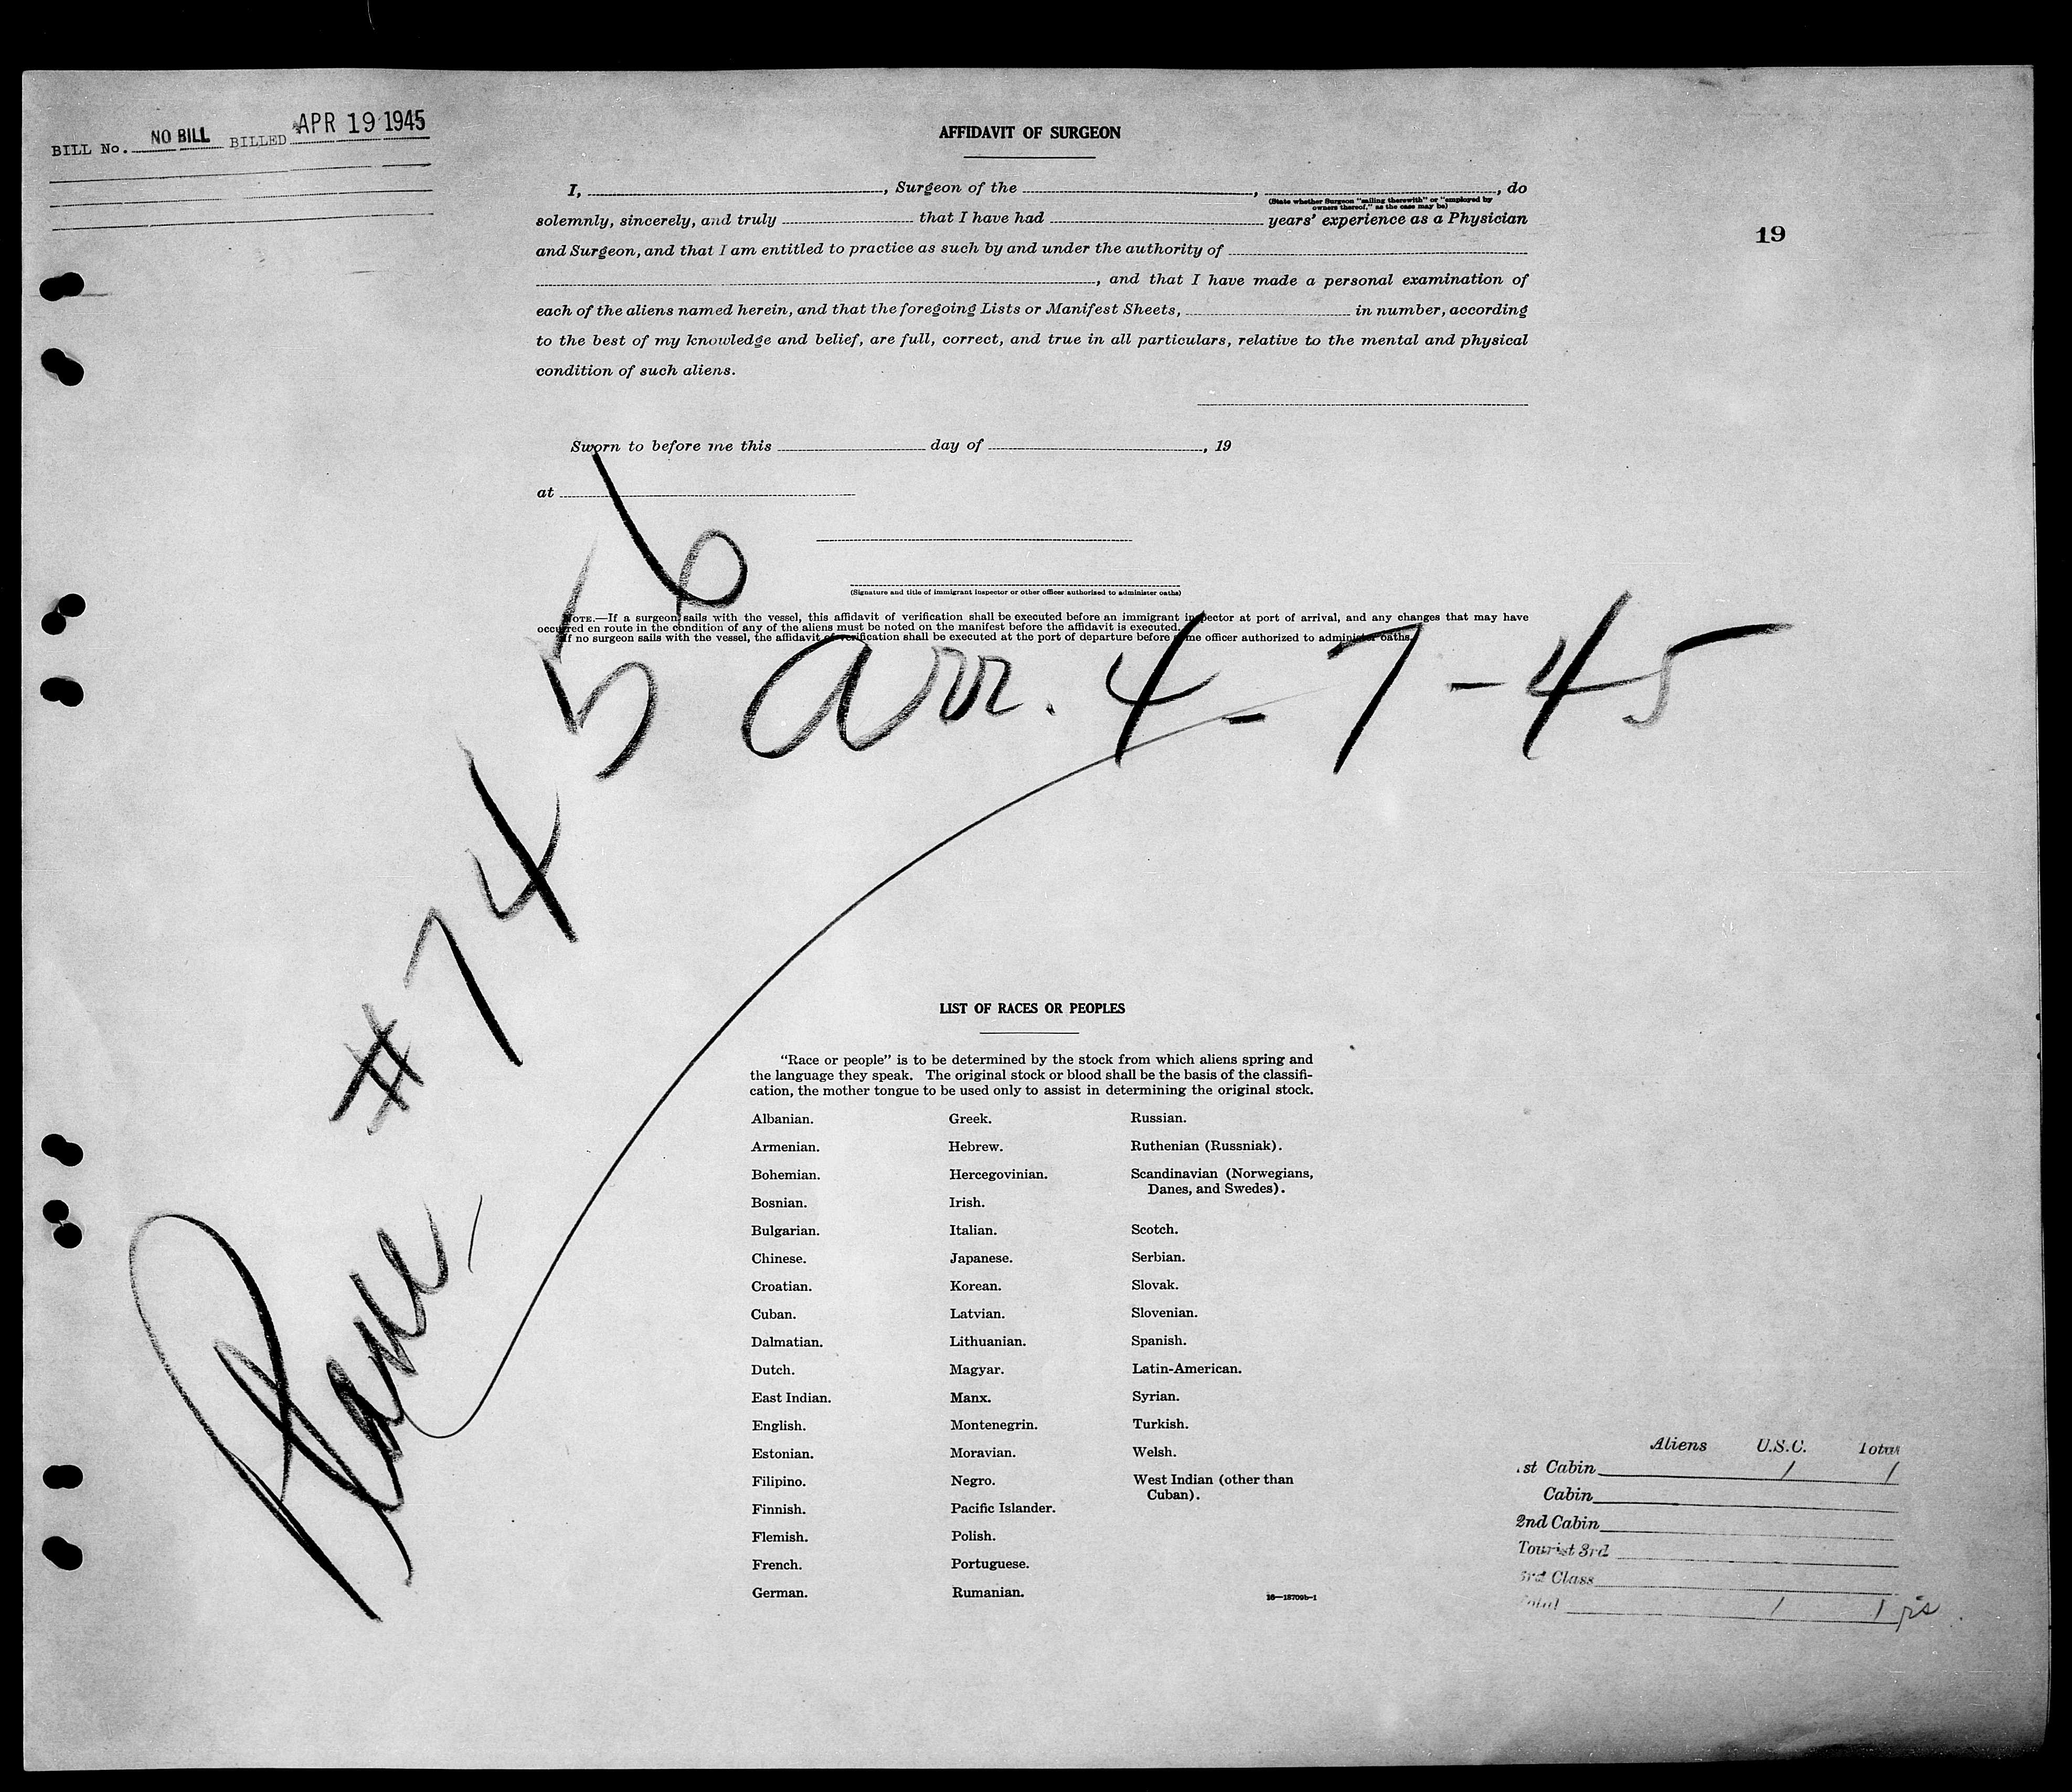 BILL No. NO BILL BILLED APR 19 1945
AFFIDAVIT OF SURGEON
I, , Surgeon of the , , do
(State whether Surgeon "sailing therewith" or "employed by
owners thereof," as the case may be)
solemnly, sincerely, and truly that I have had years' experience as a Physician
19
and Surgeon, and that I am entitled to practice as such by and under the authority of
, and that I have made a personal examination of
each of the aliens named herein, and that the foregoing Lists or Manifest Sheets, in number, according
to the best of my knowledge and belief, are full, correct, and true in all particulars, relative to the mental and physical
condition of such aliens.
Sworn to before me this day of , 19
at
(Signature and title of immigrant inspector or other officer authorized to administer oaths)
NOTE.—If a surgeon sails with the vessel, this affidavit of verification shall be executed before an immigrant inspector at port of arrival, and any changes that may have
occurred en route in the condition of any of the aliens must be noted on the manifest before the affidavit is executed.
If no surgeon sails with the vessel, the affidavit of verification shall be executed at the port of departure before some officer authorized to administer oaths.
Plane #7456 arr. 4-7-45
LIST OF RACES OR PEOPLES
"Race or people" is to be determined by the stock from which aliens spring and
the language they speak. The original stock or blood shall be the basis of the classifi-
cation, the mother tongue to be used only to assist in determining the original stock.
Albanian.
Armenian.
Bohemian.
Bosnian.
Bulgarian.
Chinese.
Croatian.
Cuban.
Dalmatian.
Dutch.
East Indian.
English.
Estonian.
Filipino.
Finnish.
Flemish.
French.
German.
Greek.
Hebrew.
Hercegovinian.
Irish.
Italian.
Japanese.
Korean.
Latvian.
Lithuanian.
Magyar.
Manx.
Montenegrin.
Moravian.
Negro.
Pacific Islander.
Polish.
Portuguese.
Rumanian.
Russian.
Ruthenian (Russniak).
Scandinavian (Norwegians,
Danes, and Swedes).
Scotch.
Serbian.
Slovak.
Slovenian.
Spanish.
Latin-American.
Syrian.
Turkish.
Welsh.
West Indian (other than
Cuban).
16—18709b-1
Aliens U.S.C. Total
1st Cabin 1 1
Cabin
2nd Cabin
Tourist 3rd
3rd Class
Total 1 1